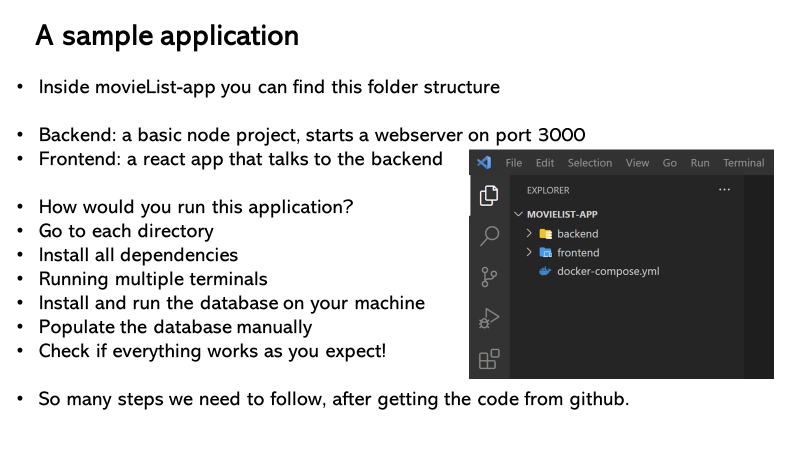 A sample application
• Inside movieList-app you can find this folder structure
• Backend: a basic node project, starts a webserver on port 3000
• Frontend: a react app that talks to the backend
File Edit Selection View Go Run Terminal
EXPLORER ...
MOVIELIST-APP
backend
frontend
docker-compose.yml
• How would you run this application?
• Go to each directory
• Install all dependencies
• Running multiple terminals
• Install and run the database on your machine
• Populate the database manually
• Check if everything works as you expect!
• So many steps we need to follow, after getting the code from github.